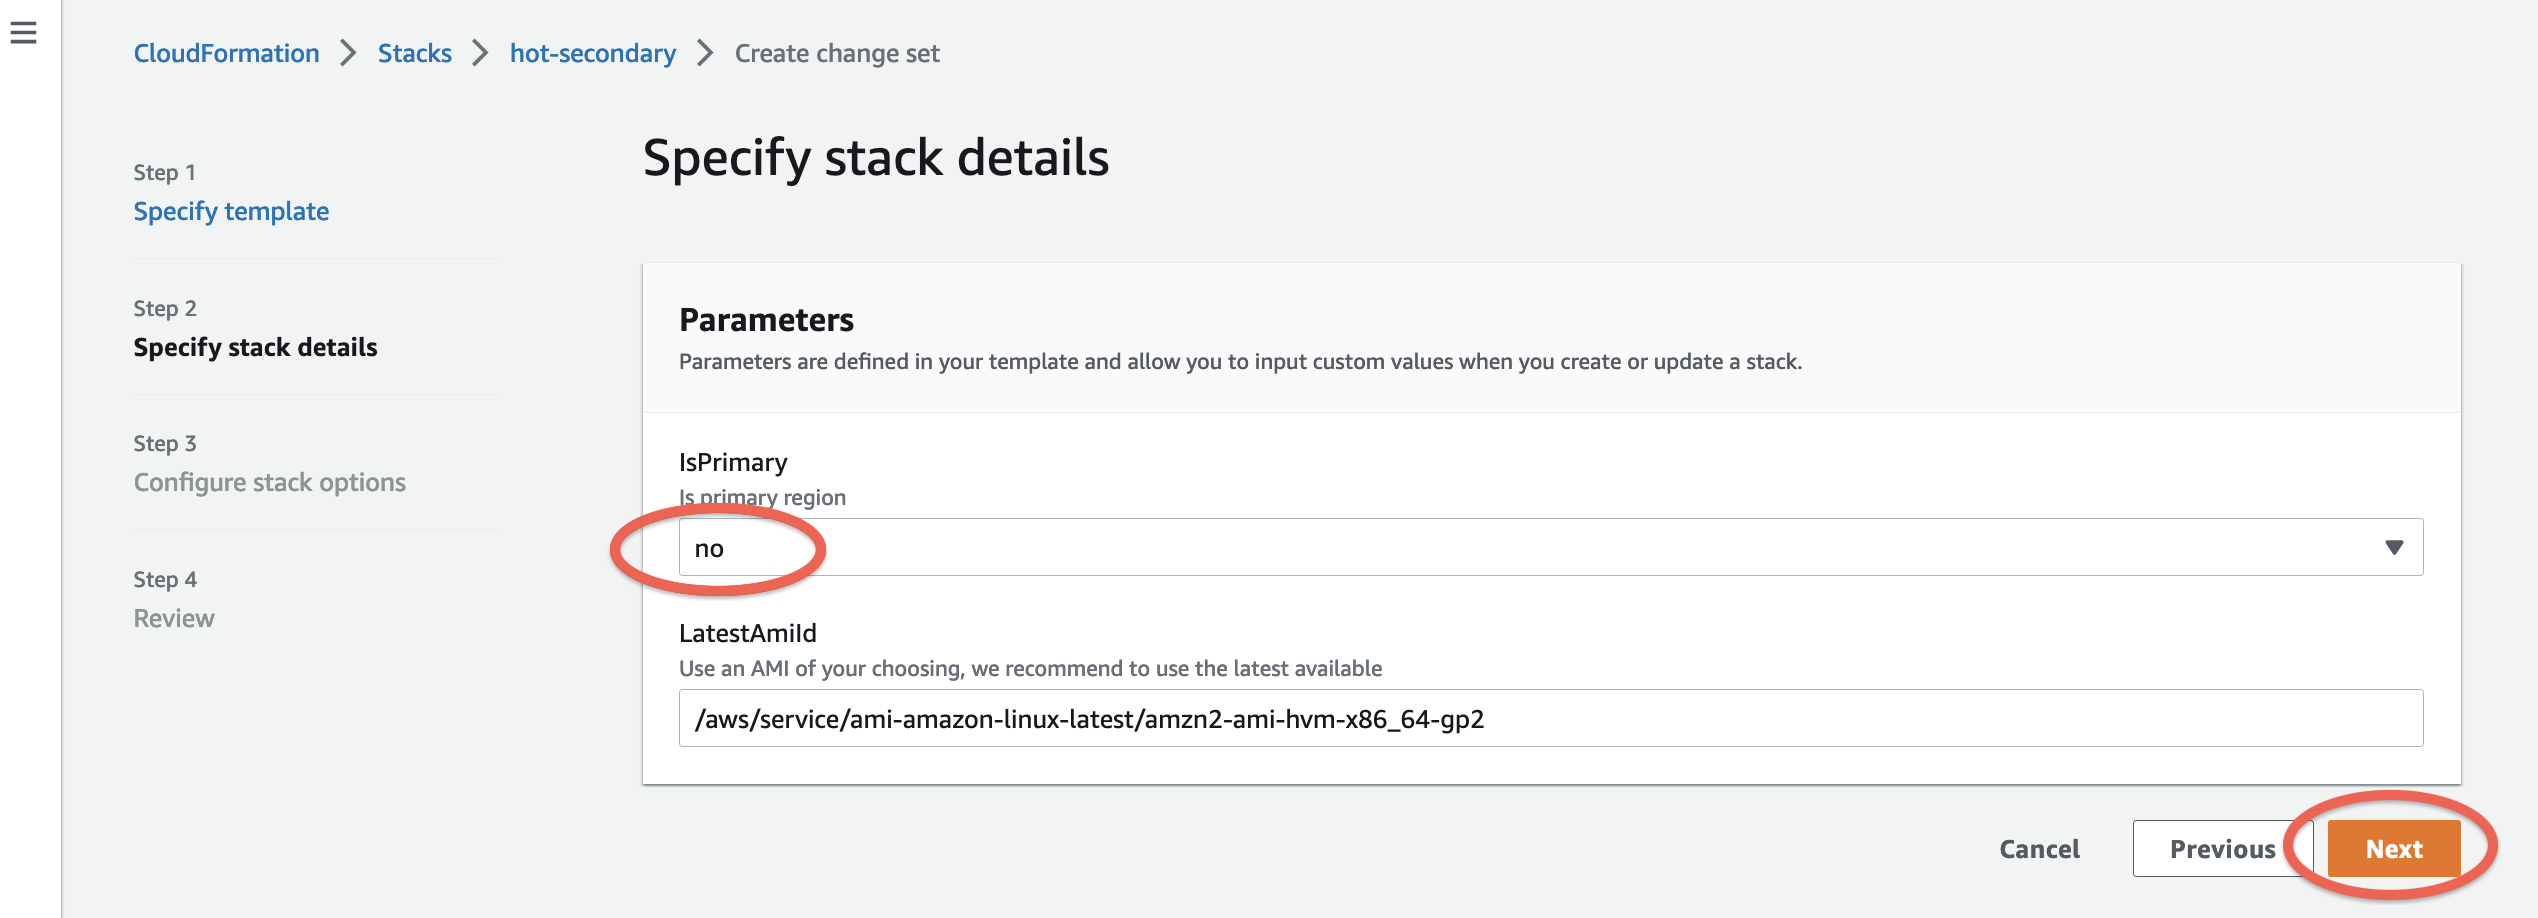 CloudFormation > Stacks > hot-secondary > Create change set
Step 1
Specify template
Step 2
Specify stack details
Step 3
Configure stack options
Step 4
Review
Specify stack details
Parameters
Parameters are defined in your template and allow you to input custom values when you create or update a stack.
IsPrimary
Is primary region
no
LatestAmiId
Use an AMI of your choosing, we recommend to use the latest available
/aws/service/ami-amazon-linux-latest/amzn2-ami-hvm-x86_64-gp2
Cancel Previous Next